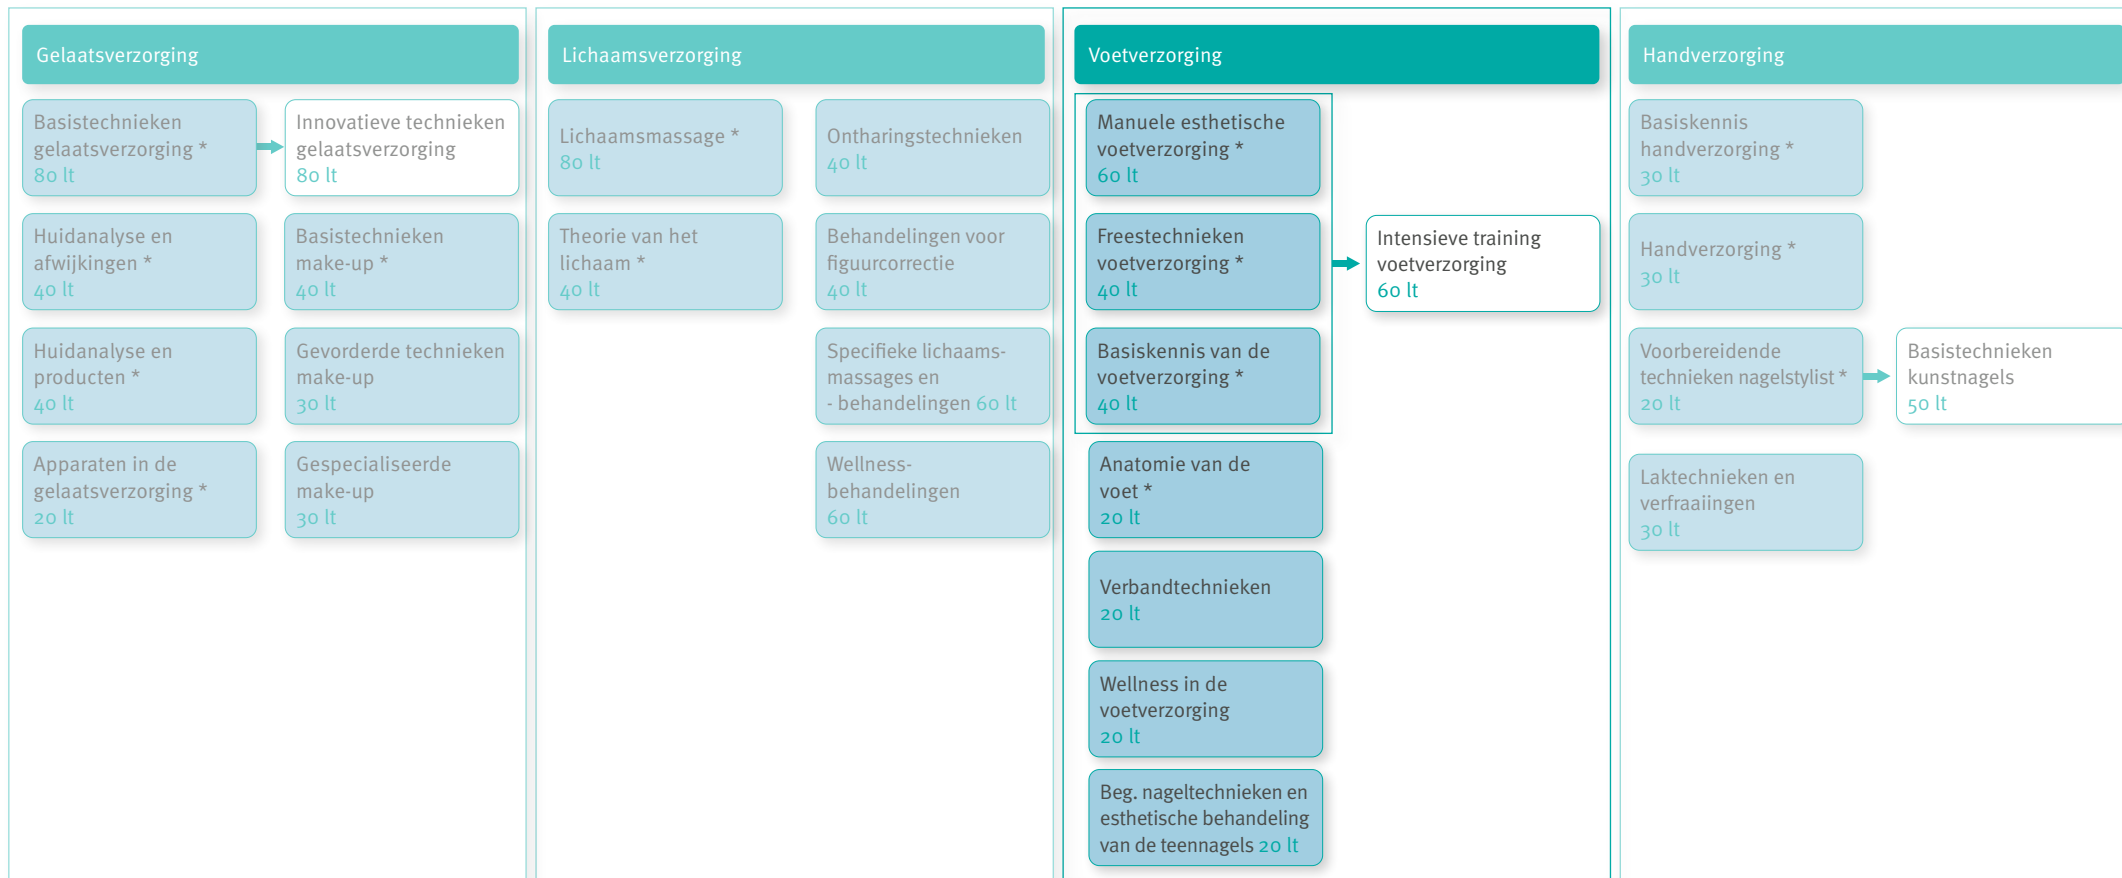 Gelaatsverzorging
Basistechnieken
gelaatsverzorging *
80 lt
Innovatieve technieken
gelaatsverzorging
80 lt
Huidanalyse en
afwijkingen *
40 lt
Basistechnieken
make-up *
40 lt
Huidanalyse en
producten *
40 lt
Gevorderde technieken
make-up
30 lt
Apparaten in de
gelaatsverzorging *
20 lt
Gespecialiseerde
make-up
30 lt
Lichaamsverzorging
Lichaamsmassage *
80 lt
Ontharingstechnieken
40 lt
Theorie van het
lichaam *
40 lt
Behandelingen voor
figuurcorrectie
40 lt
Specifieke lichaams-
massages en
- behandelingen 60 lt
Wellness-
behandelingen
60 lt
Voetverzorging
Manuele esthetische
voetverzorging *
60 lt
Freestechnieken
voetverzorging *
40 lt
Intensieve training
voetverzorging
60 lt
Basiskennis van de
voetverzorging *
40 lt
Anatomie van de
voet *
20 lt
Verbandtechnieken
20 lt
Wellness in de
voetverzorging
20 lt
Beg. nageltechnieken en
esthetische behandeling
van de teennagels 20 lt
Handverzorging
Basiskennis
handverzorging *
30 lt
Handverzorging *
30 lt
Voorbereidende
technieken nagelstylist *
20 lt
Basistechnieken
kunstnagels
50 lt
Laktechnieken en
verfraaiingen
30 lt